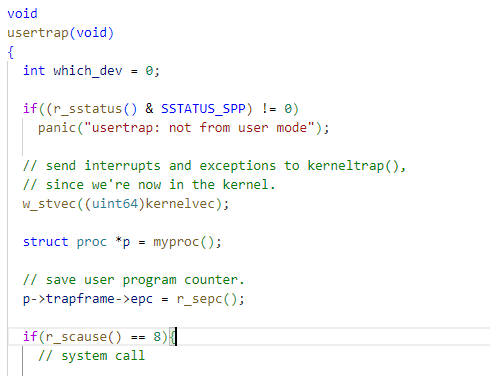 void
usertrap(void)
{
  int which_dev = 0;

  if((r_sstatus() & SSTATUS_SPP) != 0)
    panic("usertrap: not from user mode");

  // send interrupts and exceptions to kerneltrap(),
  // since we're now in the kernel.
  w_stvec((uint64)kernelvec);

  struct proc *p = myproc();

  // save user program counter.
  p->trapframe->epc = r_sepc();

  if(r_scause() == 8){
    // system call